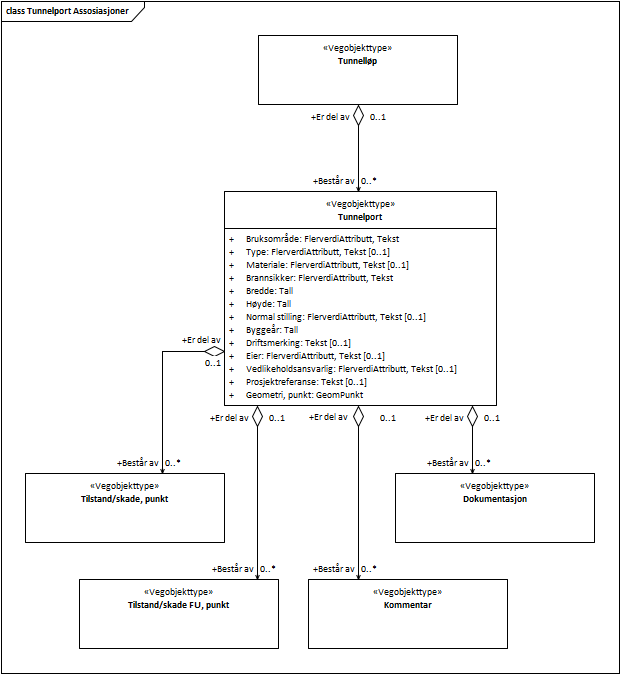 class Tunnelport Assosiasjoner
«Vegobjekttype»
Tunnelløp
+Er del av 0..1
+Består av 0..*
«Vegobjekttype»
Tunnelport
+ Bruksområde: FlerverdiAttributt, Tekst
+ Type: FlerverdiAttributt, Tekst [0..1]
+ Materiale: FlerverdiAttributt, Tekst [0..1]
+ Brannsikker: FlerverdiAttributt, Tekst
+ Bredde: Tall
+ Høyde: Tall
+ Normal stilling: FlerverdiAttributt, Tekst [0..1]
+ Byggeår: Tall
+ Driftsmerking: Tekst [0..1]
+ Eier: FlerverdiAttributt, Tekst [0..1]
+ Vedlikeholdsansvarlig: FlerverdiAttributt, Tekst [0..1]
+ Prosjektreferanse: Tekst [0..1]
+ Geometri, punkt: GeomPunkt
+Er del av
0..1
+Er del av 0..1 +Er del av 0..1 +Er del av 0..1
+Består av 0..* +Består av 0..*
«Vegobjekttype»
Tilstand/skade, punkt
«Vegobjekttype»
Dokumentasjon
+Består av 0..* +Består av 0..*
«Vegobjekttype»
Tilstand/skade FU, punkt
«Vegobjekttype»
Kommentar